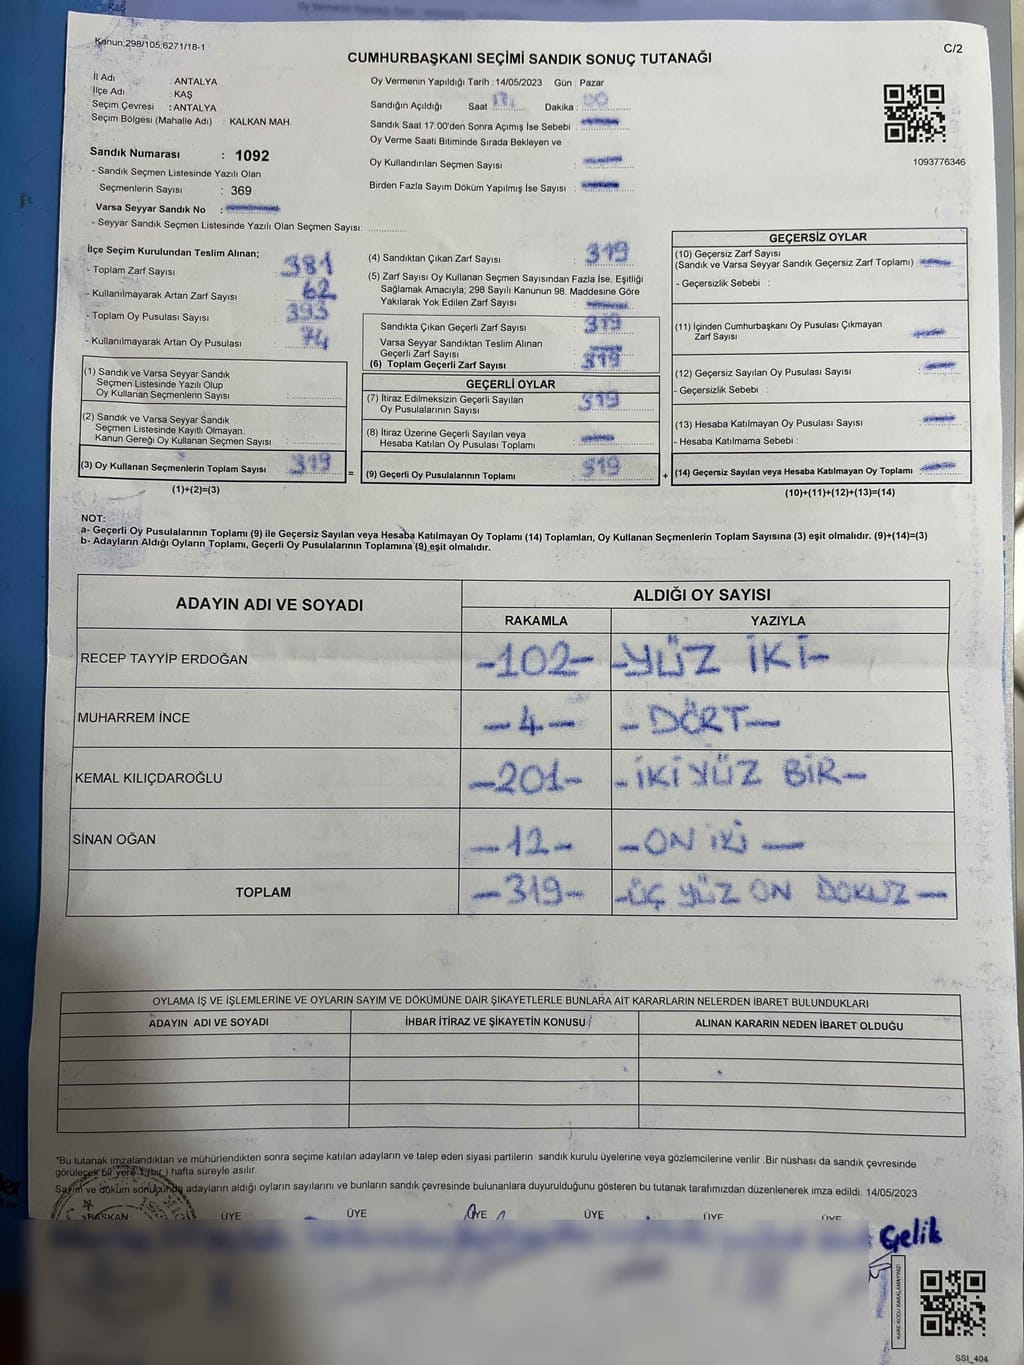 KAŞ
Kanun;298/105;6271/18-1
C/2
CUMHURBAŞKANI SEÇİMİ SANDIK SONUÇ TUTANAĞI
İl Adı : ANTALYA
İlçe Adı : KAŞ
Seçim Çevresi : ANTALYA
Seçim Bölgesi (Mahalle Adı) : KALKAN MAH.
Sandık Numarası : 1092
- Sandık Seçmen Listesinde Yazılı Olan
Seçmenlerin Sayısı : 369
Varsa Seyyar Sandık No :
- Seyyar Sandık Seçmen Listesinde Yazılı Olan Seçmen Sayısı:
Oy Vermenin Yapıldığı Tarih : 14/05/2023 Gün : Pazar
Sandığın Açıldığı Saat Dakika : 00
Sandık Saat 17:00'den Sonra Açımış İse Sebebi :
Oy Verme Saati Bitiminde Sırada Bekleyen ve
Oy Kullandırılan Seçmen Sayısı :
Birden Fazla Sayım Döküm Yapılmış İse Sayısı :
1093776346
İlçe Seçim Kurulundan Teslim Alınan;
- Toplam Zarf Sayısı : 381
- Kullanılmayarak Artan Zarf Sayısı : 62
- Toplam Oy Pusulası Sayısı : 393
- Kullanılmayarak Artan Oy Pusulası : 74
(1) Sandık ve Varsa Seyyar Sandık
Seçmen Listesinde Yazılı Olup
Oy Kullanan Seçmenlerin Sayısı :
(2) Sandık ve Varsa Seyyar Sandık
Seçmen Listesinde Kayıtlı Olmayan,
Kanun Gereği Oy Kullanan Seçmen Sayısı :
(3) Oy Kullanan Seçmenlerin Toplam Sayısı : 319 =
(1)+(2)=(3)
(4) Sandıktan Çıkan Zarf Sayısı : 319
(5) Zarf Sayısı Oy Kullanan Seçmen Sayısından Fazla İse, Eşitliği
Sağlamak Amacıyla; 298 Sayılı Kanunun 98. Maddesine Göre
Yakılarak Yok Edilen Zarf Sayısı :
Sandıkta Çıkan Geçerli Zarf Sayısı : 319
Varsa Seyyar Sandıktan Teslim Alınan
Geçerli Zarf Sayısı :
(6) Toplam Geçerli Zarf Sayısı : 319
GEÇERLİ OYLAR
(7) İtiraz Edilmeksizin Geçerli Sayılan
Oy Pusulalarının Sayısı : 319
(8) İtiraz Üzerine Geçerli Sayılan veya
Hesaba Katılan Oy Pusulası Toplamı :
(9) Geçerli Oy Pusulalarının Toplamı : 319 +
GEÇERSİZ OYLAR
(10) Geçersiz Zarf Sayısı
(Sandık ve Varsa Seyyar Sandık Geçersiz Zarf Toplamı) :
- Geçersizlik Sebebi :
(11) İçinden Cumhurbaşkanı Oy Pusulası Çıkmayan
Zarf Sayısı :
(12) Geçersiz Sayılan Oy Pusulası Sayısı :
- Geçersizlik Sebebi :
(13) Hesaba Katılmayan Oy Pusulası Sayısı :
- Hesaba Katılmama Sebebi :
(14) Geçersiz Sayılan veya Hesaba Katılmayan Oy Toplamı :
(10)+(11)+(12)+(13)=(14)
NOT:
a- Geçerli Oy Pusulalarının Toplamı (9) ile Geçersiz Sayılan veya Hesaba Katılmayan Oy Toplamı (14) Toplamları, Oy Kullanan Seçmenlerin Toplam Sayısına (3) eşit olmalıdır. (9)+(14)=(3)
b- Adayların Aldığı Oyların Toplamı, Geçerli Oy Pusulalarının Toplamına (9) eşit olmalıdır.
ADAYIN ADI VE SOYADI ALDIĞI OY SAYISI
RAKAMLA YAZIYLA
RECEP TAYYİP ERDOĞAN -102- -YÜZ İKİ-
MUHARREM İNCE -4- -DÖRT-
KEMAL KILIÇDAROĞLU -201- -İKİYÜZ BİR-
SİNAN OĞAN -12- -ON İKİ-
TOPLAM -319- -ÜÇ YÜZ ON DOKUZ-
OYLAMA İŞ VE İŞLEMLERİNE VE OYLARIN SAYIM VE DÖKÜMÜNE DAİR ŞİKAYETLERLE BUNLARA AİT KARARLARIN NELERDEN İBARET BULUNDUKLARI
ADAYIN ADI VE SOYADI İHBAR İTİRAZ VE ŞİKAYETİN KONUSU ALINAN KARARIN NEDEN İBARET OLDUĞU
*Bu tutanak imzalandıktan ve mühürlendikten sonra seçime katılan adayların ve talep eden siyasi partilerin sandık kurulu üyelerine veya gözlemcilerine verilir .Bir nüshası da sandık çevresinde
görülecek bir yere 1 (bir ) hafta süreyle asılır.
Sayım ve döküm sonucunda adayların aldığı oyların sayılarını ve bunların sandık çevresinde bulunanlara duyurulduğunu gösteren bu tutanak tarafımızdan düzenlenerek imza edildi. 14/05/2023
BAŞKAN ÜYE ÜYE ÜYE ÜYE ÜYE ÜYE
Çelik
KARE KODU KARALAMAYINIZ!
SSI_404